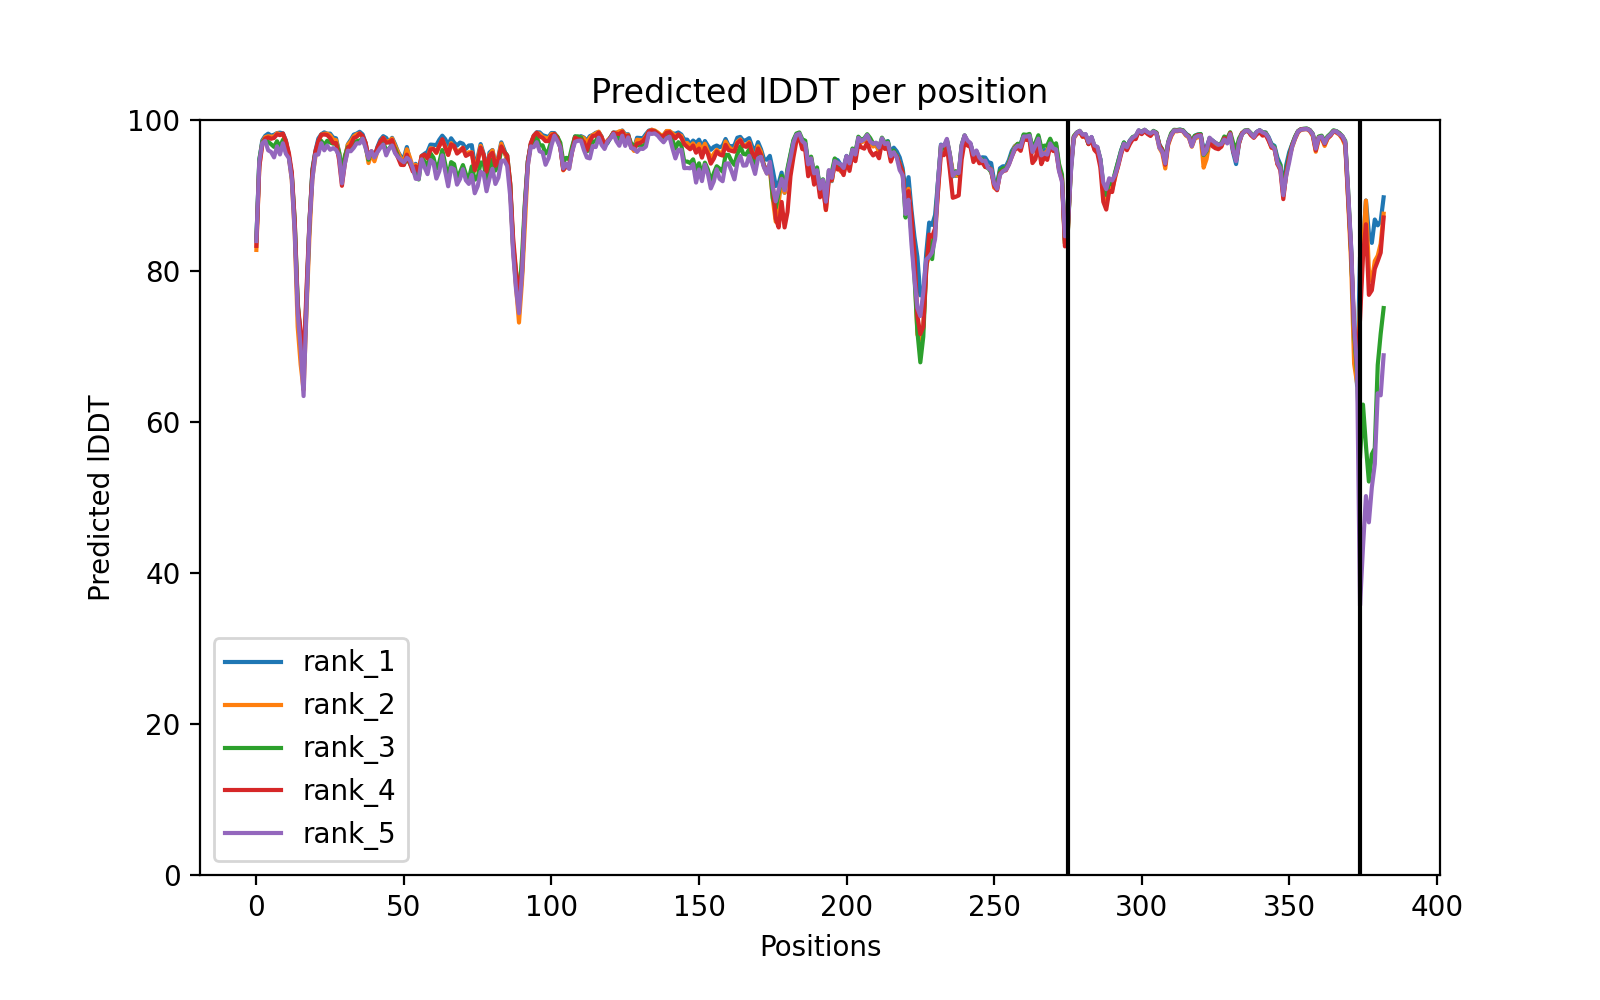 Predicted lDDT per position
100
80
60
40
20
0
Predicted lDDT
rank_1
rank_2
rank_3
rank_4
rank_5
0 50 100 150 200 250 300 350 400
Positions